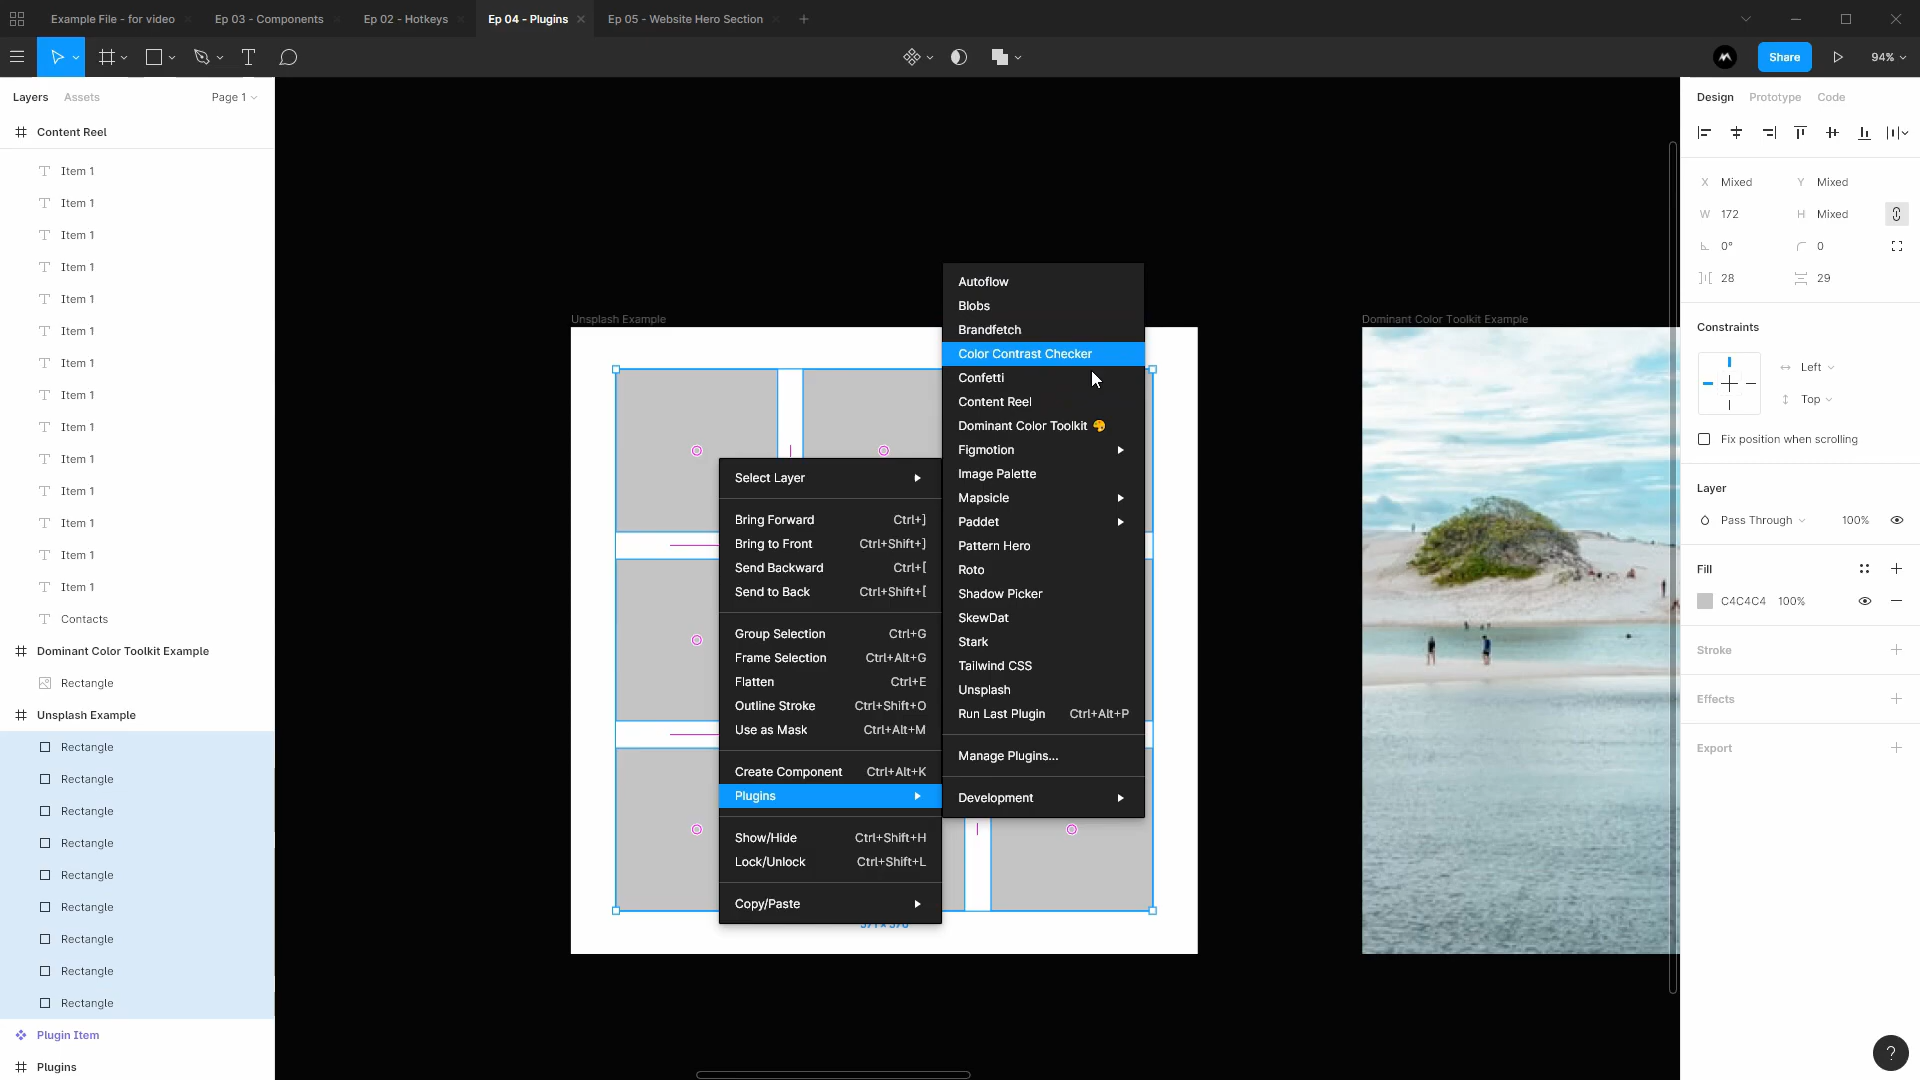 Example File - for video
Ep 03 - Components
Ep 02 - Hotkeys
Ep 04 - Plugins
Ep 05 - Website Hero Section
Share
94%
Layers
Assets
Page 1
Content Reel
Item 1
Item 1
Item 1
Item 1
Item 1
Item 1
Item 1
Item 1
Item 1
Item 1
Item 1
Item 1
Item 1
Item 1
Contacts
Dominant Color Toolkit Example
Rectangle
Unsplash Example
Rectangle
Rectangle
Rectangle
Rectangle
Rectangle
Rectangle
Rectangle
Rectangle
Rectangle
Plugin Item
Plugins
Unsplash Example
Dominant Color Toolkit Example
Select Layer
Bring Forward Ctrl+]
Bring to Front Ctrl+Shift+]
Send Backward Ctrl+[
Send to Back Ctrl+Shift+[
Group Selection Ctrl+G
Frame Selection Ctrl+Alt+G
Flatten Ctrl+E
Outline Stroke Ctrl+Shift+O
Use as Mask Ctrl+Alt+M
Create Component Ctrl+Alt+K
Plugins
Show/Hide Ctrl+Shift+H
Lock/Unlock Ctrl+Shift+L
Copy/Paste
Autoflow
Blobs
Brandfetch
Color Contrast Checker
Confetti
Content Reel
Dominant Color Toolkit 🎨
Figmotion
Image Palette
Mapsicle
Paddet
Pattern Hero
Roto
Shadow Picker
SkewDat
Stark
Tailwind CSS
Unsplash
Run Last Plugin Ctrl+Alt+P
Manage Plugins...
Development
Design
Prototype
Code
X Mixed Y Mixed
W 172 H Mixed
0° 0
28 29
Constraints
Left
Top
Fix position when scrolling
Layer
Pass Through 100%
Fill
C4C4C4 100%
Stroke
Effects
Export
?